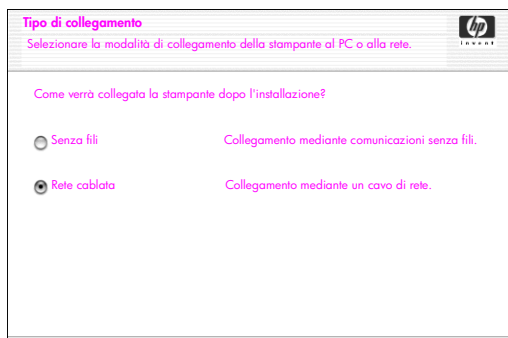 Tipo di collegamento
Selezionare la modalità di collegamento della stampante al PC o alla rete.
hp
invent
Come verrà collegata la stampante dopo l'installazione?
Senza fili Collegamento mediante comunicazioni senza fili.
Rete cablata Collegamento mediante un cavo di rete.